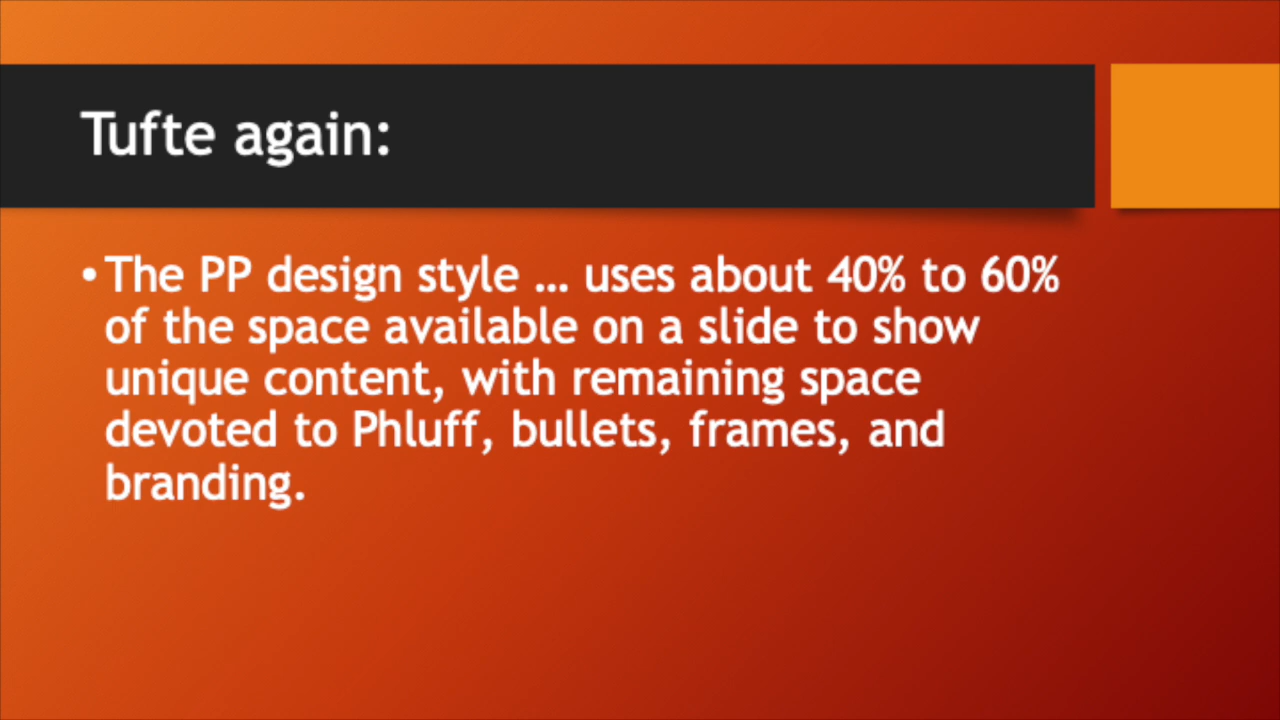 Tufte again:
• The PP design style … uses about 40% to 60%
of the space available on a slide to show
unique content, with remaining space
devoted to Phluff, bullets, frames, and
branding.